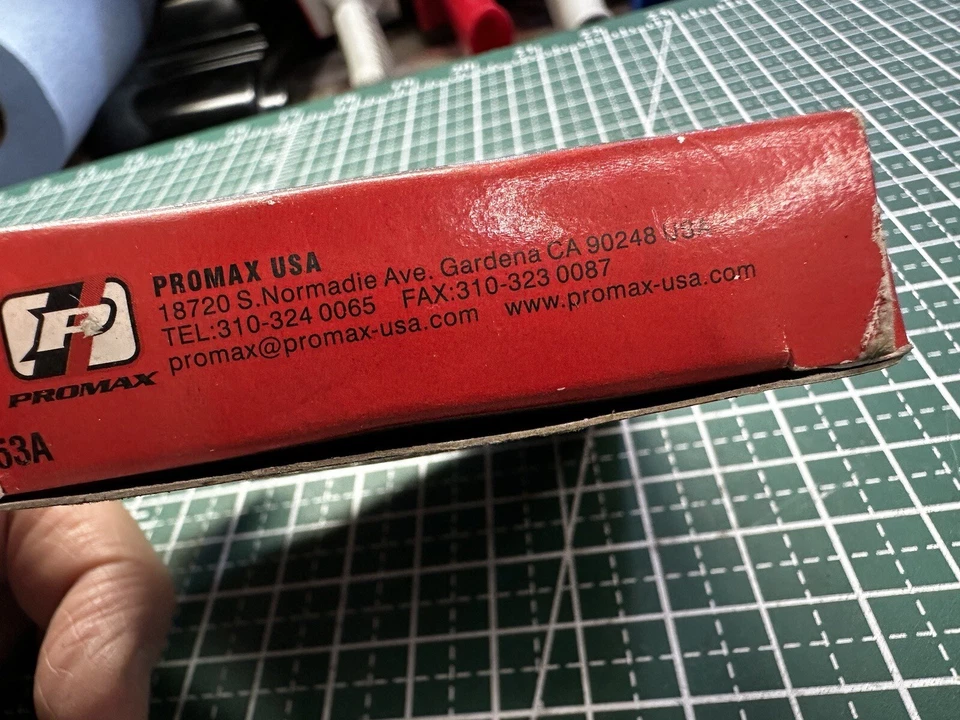 PROMAX USA
18720 S.Normadie Ave. Gardena CA 90248 USA
TEL:310-324 0065 FAX:310-323 0087
promax@promax-usa.com www.promax-usa.com
P
PROMAX
53A